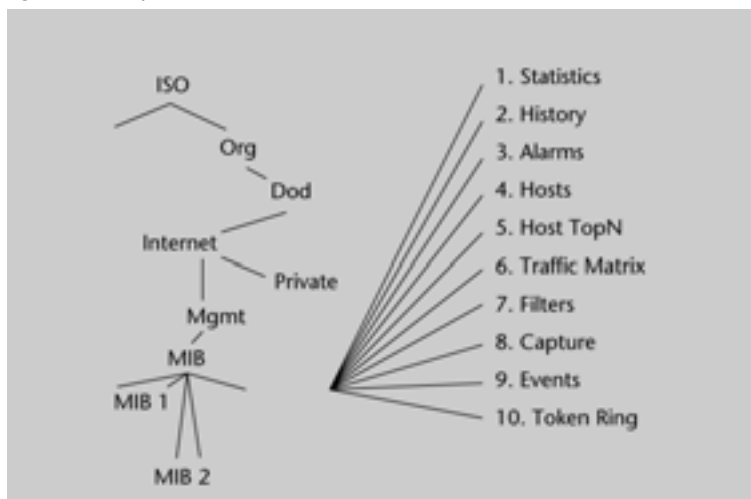 ISO
Org
Dod
Internet
Private
Mgmt
MIB
MIB 1
MIB 2
1. Statistics
2. History
3. Alarms
4. Hosts
5. Host TopN
6. Traffic Matrix
7. Filters
8. Capture
9. Events
10. Token Ring